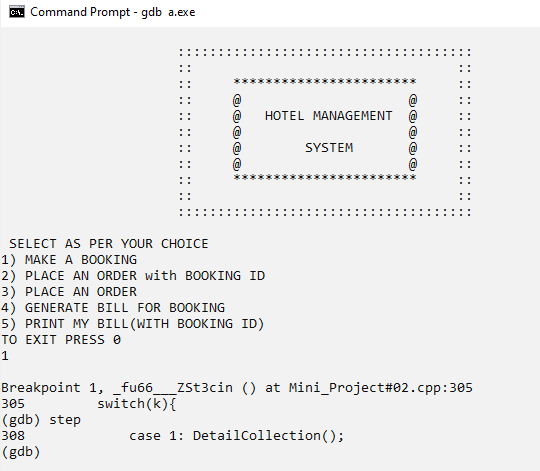 Command Prompt - gdb a.exe
:::::::::::::::::::::::::::::::::::::
:: ::
:: *********************** ::
:: @ @ ::
:: @ HOTEL MANAGEMENT @ ::
:: @ @ ::
:: @ SYSTEM @ ::
:: @ @ ::
:: *********************** ::
:: ::
:::::::::::::::::::::::::::::::::::::
SELECT AS PER YOUR CHOICE
1) MAKE A BOOKING
2) PLACE AN ORDER with BOOKING ID
3) PLACE AN ORDER
4) GENERATE BILL FOR BOOKING
5) PRINT MY BILL(WITH BOOKING ID)
TO EXIT PRESS 0
1
Breakpoint 1, _fu66___ZSt3cin () at Mini_Project#02.cpp:305
305 switch(k){
(gdb) step
308 case 1: DetailCollection();
(gdb)